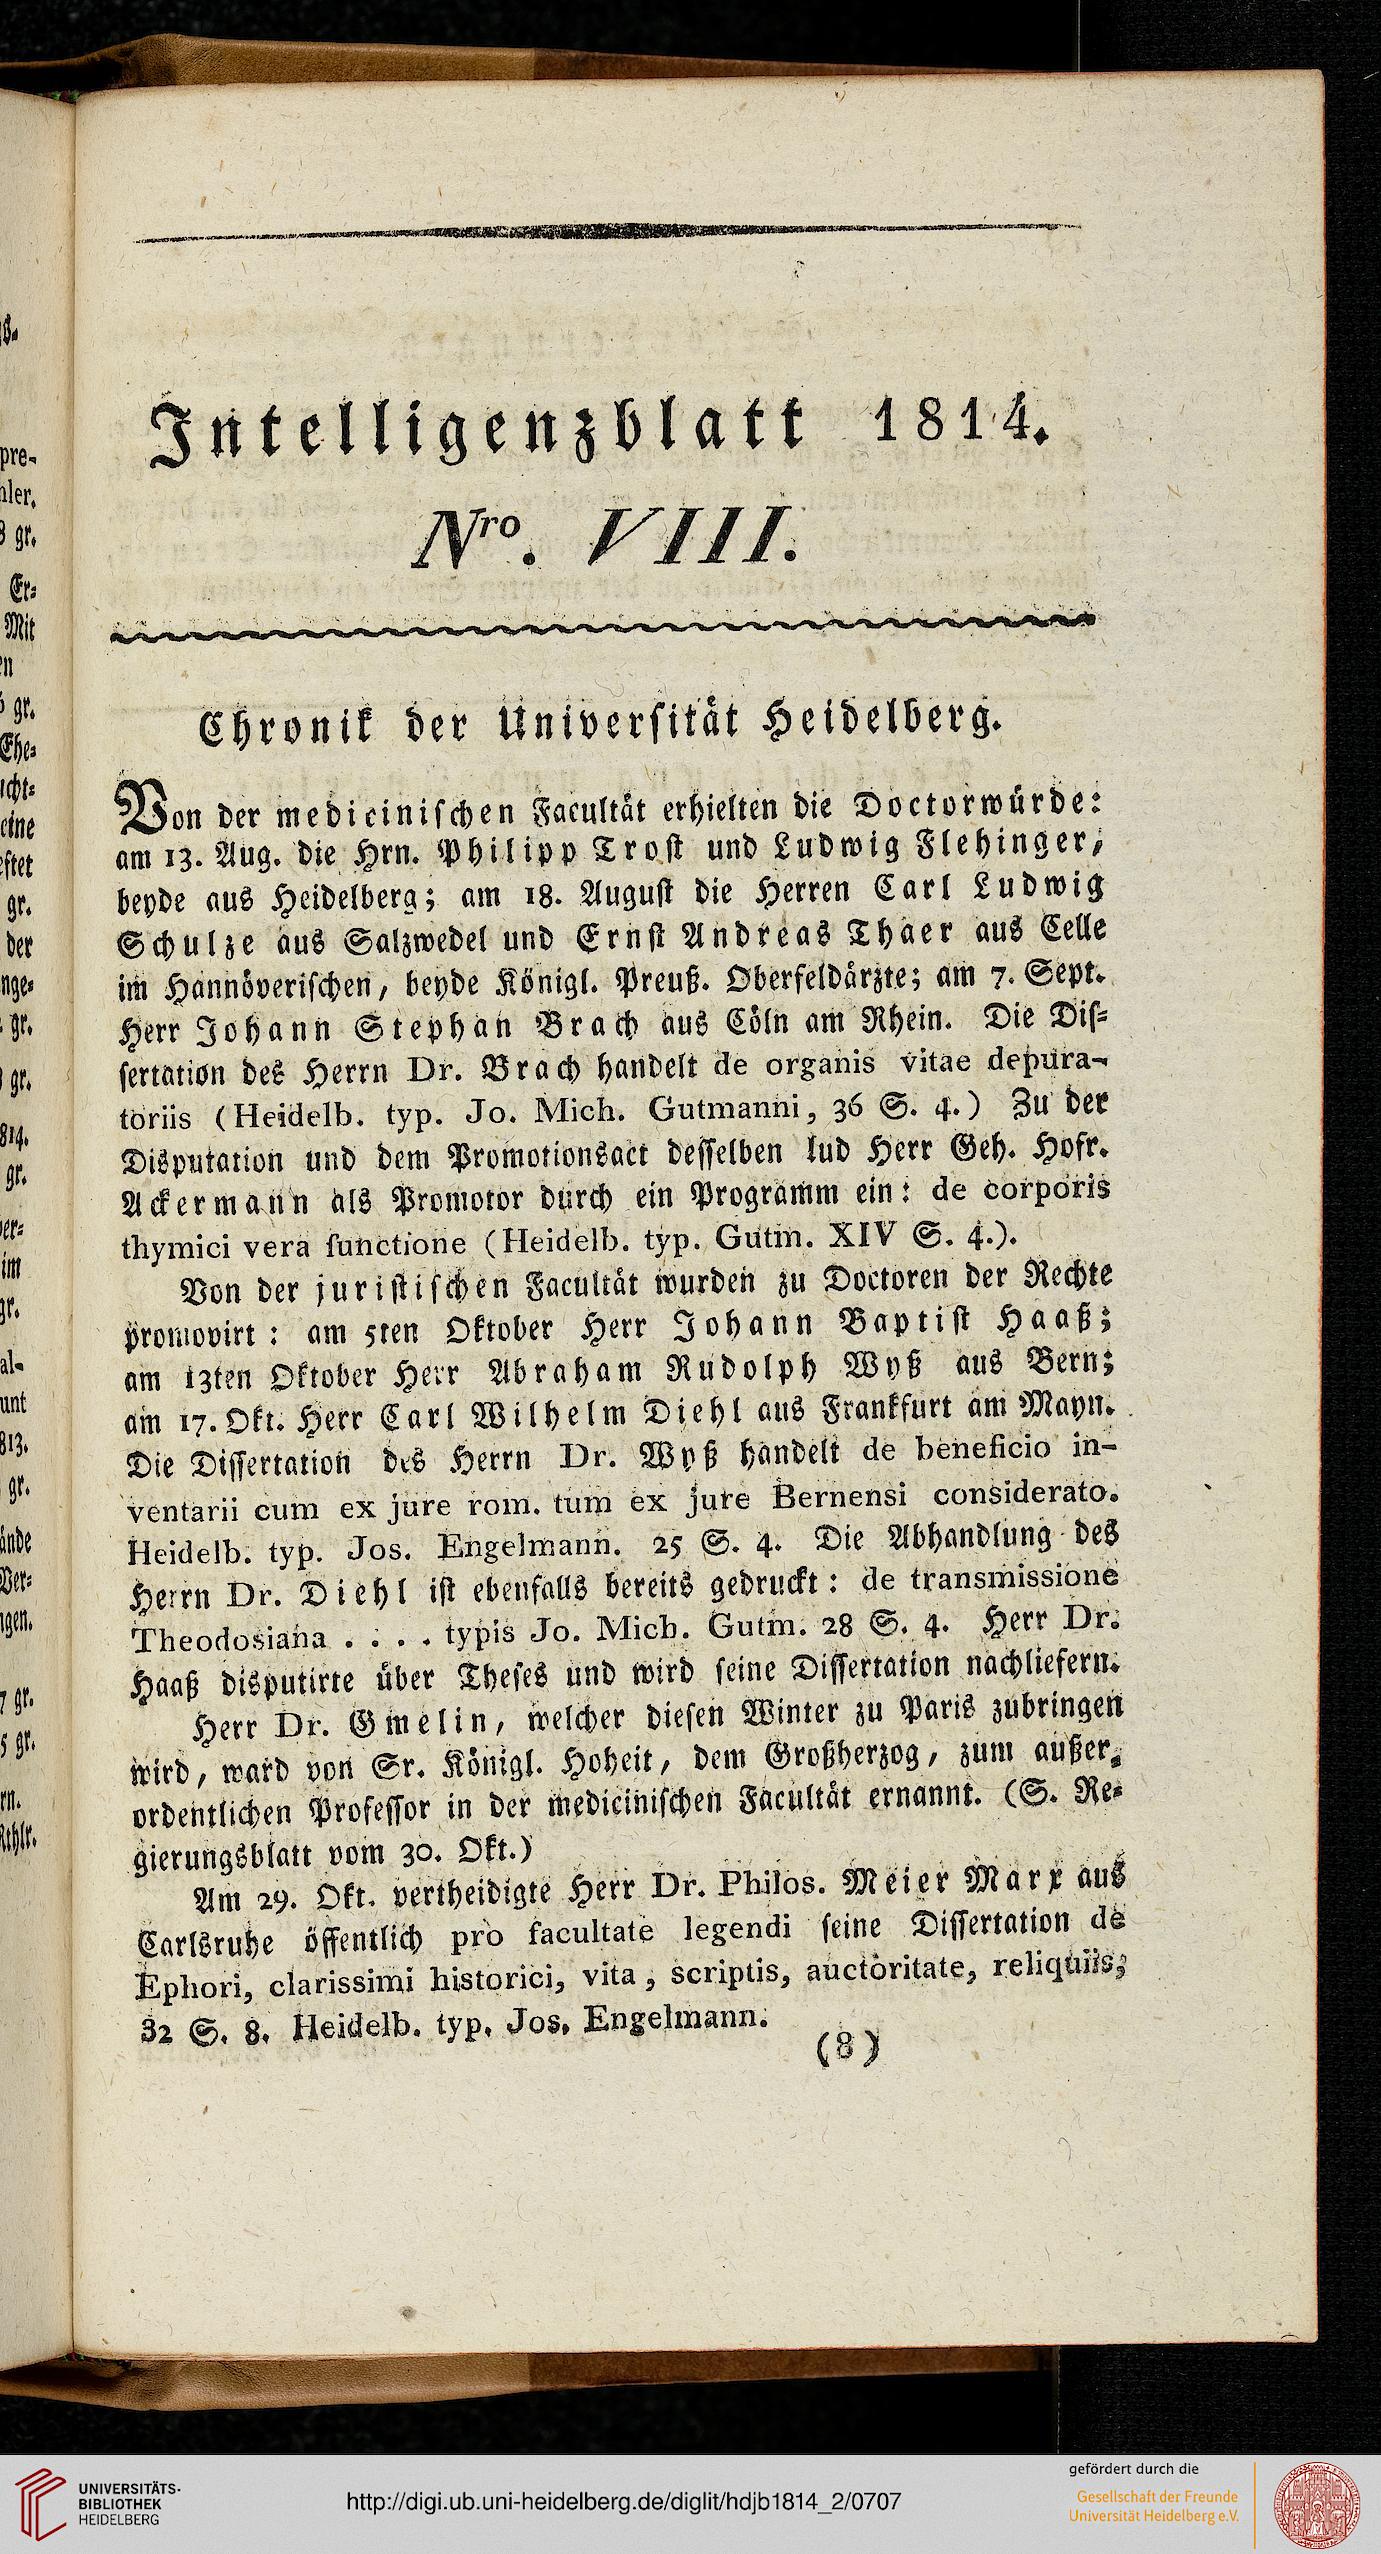 Intelligenzblatt 1814.
Nro. VIII.
Chronik der Universität Heidelberg.
Von der medicinischen Facultät erhielten die Doctorwürde:
am 13. Aug. die Hrn. Philipp Trost und Ludwig Flehinger,
beyde aus Heidelberg; am 18. August die Herren Carl Ludwig
Schulze aus Salzwedel und Ernst Andreas Thaer aus Celle
im Hannöverischen, beyde Königl. Preuß. Oberfeldärzte; am 7. Sept.
Herr Johann Stephan Brach aus Cöln am Rhein. Die Dis-
sertation des Herrn Dr. Brach handelt de organis vitae depura-
toriis (Heidelb. typ. Jo. Mich. Gutmanni, 36 S. 4.) Zu der
Disputation und dem Promotionsact desselben lud Herr Geh. Hofr.
Ackermann als Promotor durch ein Programm ein: de corporis
thymici vera functione (Heidelb. typ. Gutm. XIV S. 4.).
Von der juristischen Facultät wurden zu Doctoren der Rechte
promovirt: am 5ten Oktober Herr Johann Baptist Haaß;
am 13ten Oktober Herr Abraham Rudolph Wyß aus Bern;
am 17. Okt. Herr Carl Wilhelm Diehl aus Frankfurt am Mayn.
Die Dissertation des Herrn Dr. Wyß handelt de beneficio in-
ventarii cum ex jure rom. tum ex jure Bernensi considerato.
Heidelb. typ. Jos. Engelmann. 25 S. 4. Die Abhandlung des
Herrn Dr. Diehl ist ebenfalls bereits gedruckt: de transmissione
Theodosiana . . . . typis Jo. Mich. Gutm. 28 S. 4. Herr Dr.
Haaß disputirte über Theses und wird seine Dissertation nachliefern.
Herr Dr. Gmelin, welcher diesen Winter zu Paris zubringen
wird, ward von Sr. Königl. Hoheit, dem Großherzog, zum außer-
ordentlichen Professor in der medicinischen Facultät ernannt. (S. Re-
gierungsblatt vom 30. Okt.)
Am 29. Okt. vertheidigte Herr Dr. Philos. Meier Marx aus
Carlsruhe öffentlich pro facultate legendi seine Dissertation de
Ephori, clarissimi historici, vita, scriptis, auctoritate, reliquiis,
32 S. 8. Heidelb. typ. Jos. Engelmann.
(8)
UNIVERSITÄTS-
BIBLIOTHEK
HEIDELBERG
http://digi.ub.uni-heidelberg.de/diglit/hdjb1814_2/0707
gefördert durch die
Gesellschaft der Freunde
Universität Heidelberg e.V.